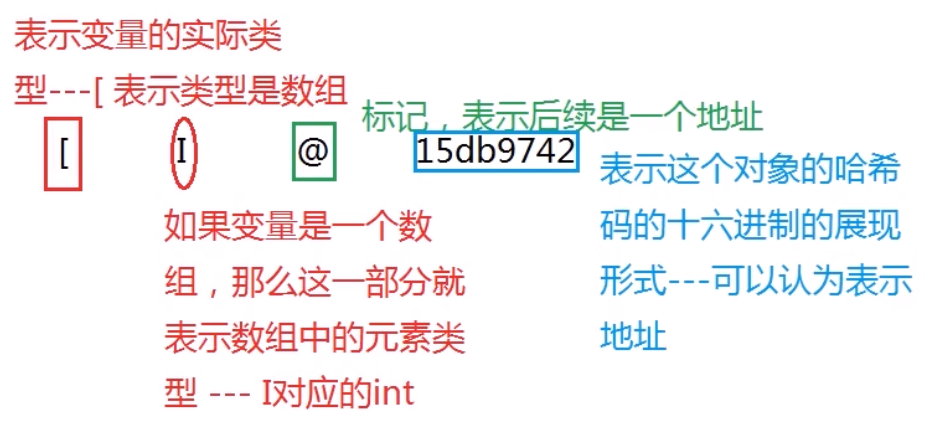 表示变量的实际类
型---[ 表示类型是数组
标记，表示后续是一个地址
[ I @ 15db9742
表示这个对象的哈希
码的十六进制的展现
形式---可以认为表示
地址
如果变量是一个数
组，那么这一部分就
表示数组中的元素类
型 --- I对应的int